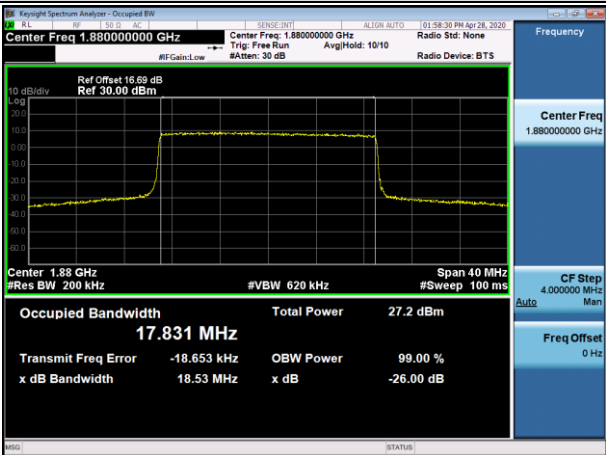 Keysight Spectrum Analyzer - Occupied BW
RL RF 50 Ω AC SENSE:INT ALIGN AUTO 01:58:30 PM Apr 28, 2020
Center Freq 1.880000000 GHz
Center Freq: 1.880000000 GHz
Radio Std: None
Trig: Free Run Avg|Hold: 10/10
#IFGain:Low #Atten: 30 dB Radio Device: BTS
Frequency
Ref Offset 16.69 dB
10 dB/div Ref 30.00 dBm
Log
20.0
10.0
0.00
-10.0
-20.0
-30.0
-40.0
-50.0
-60.0
Center 1.88 GHz Span 40 MHz
#Res BW 200 kHz #VBW 620 kHz #Sweep 100 ms
Occupied Bandwidth Total Power 27.2 dBm
17.831 MHz
Transmit Freq Error -18.653 kHz OBW Power 99.00 %
x dB Bandwidth 18.53 MHz x dB -26.00 dB
Center Freq
1.880000000 GHz
CF Step
4.000000 MHz
Auto Man
Freq Offset
0 Hz
MSG STATUS